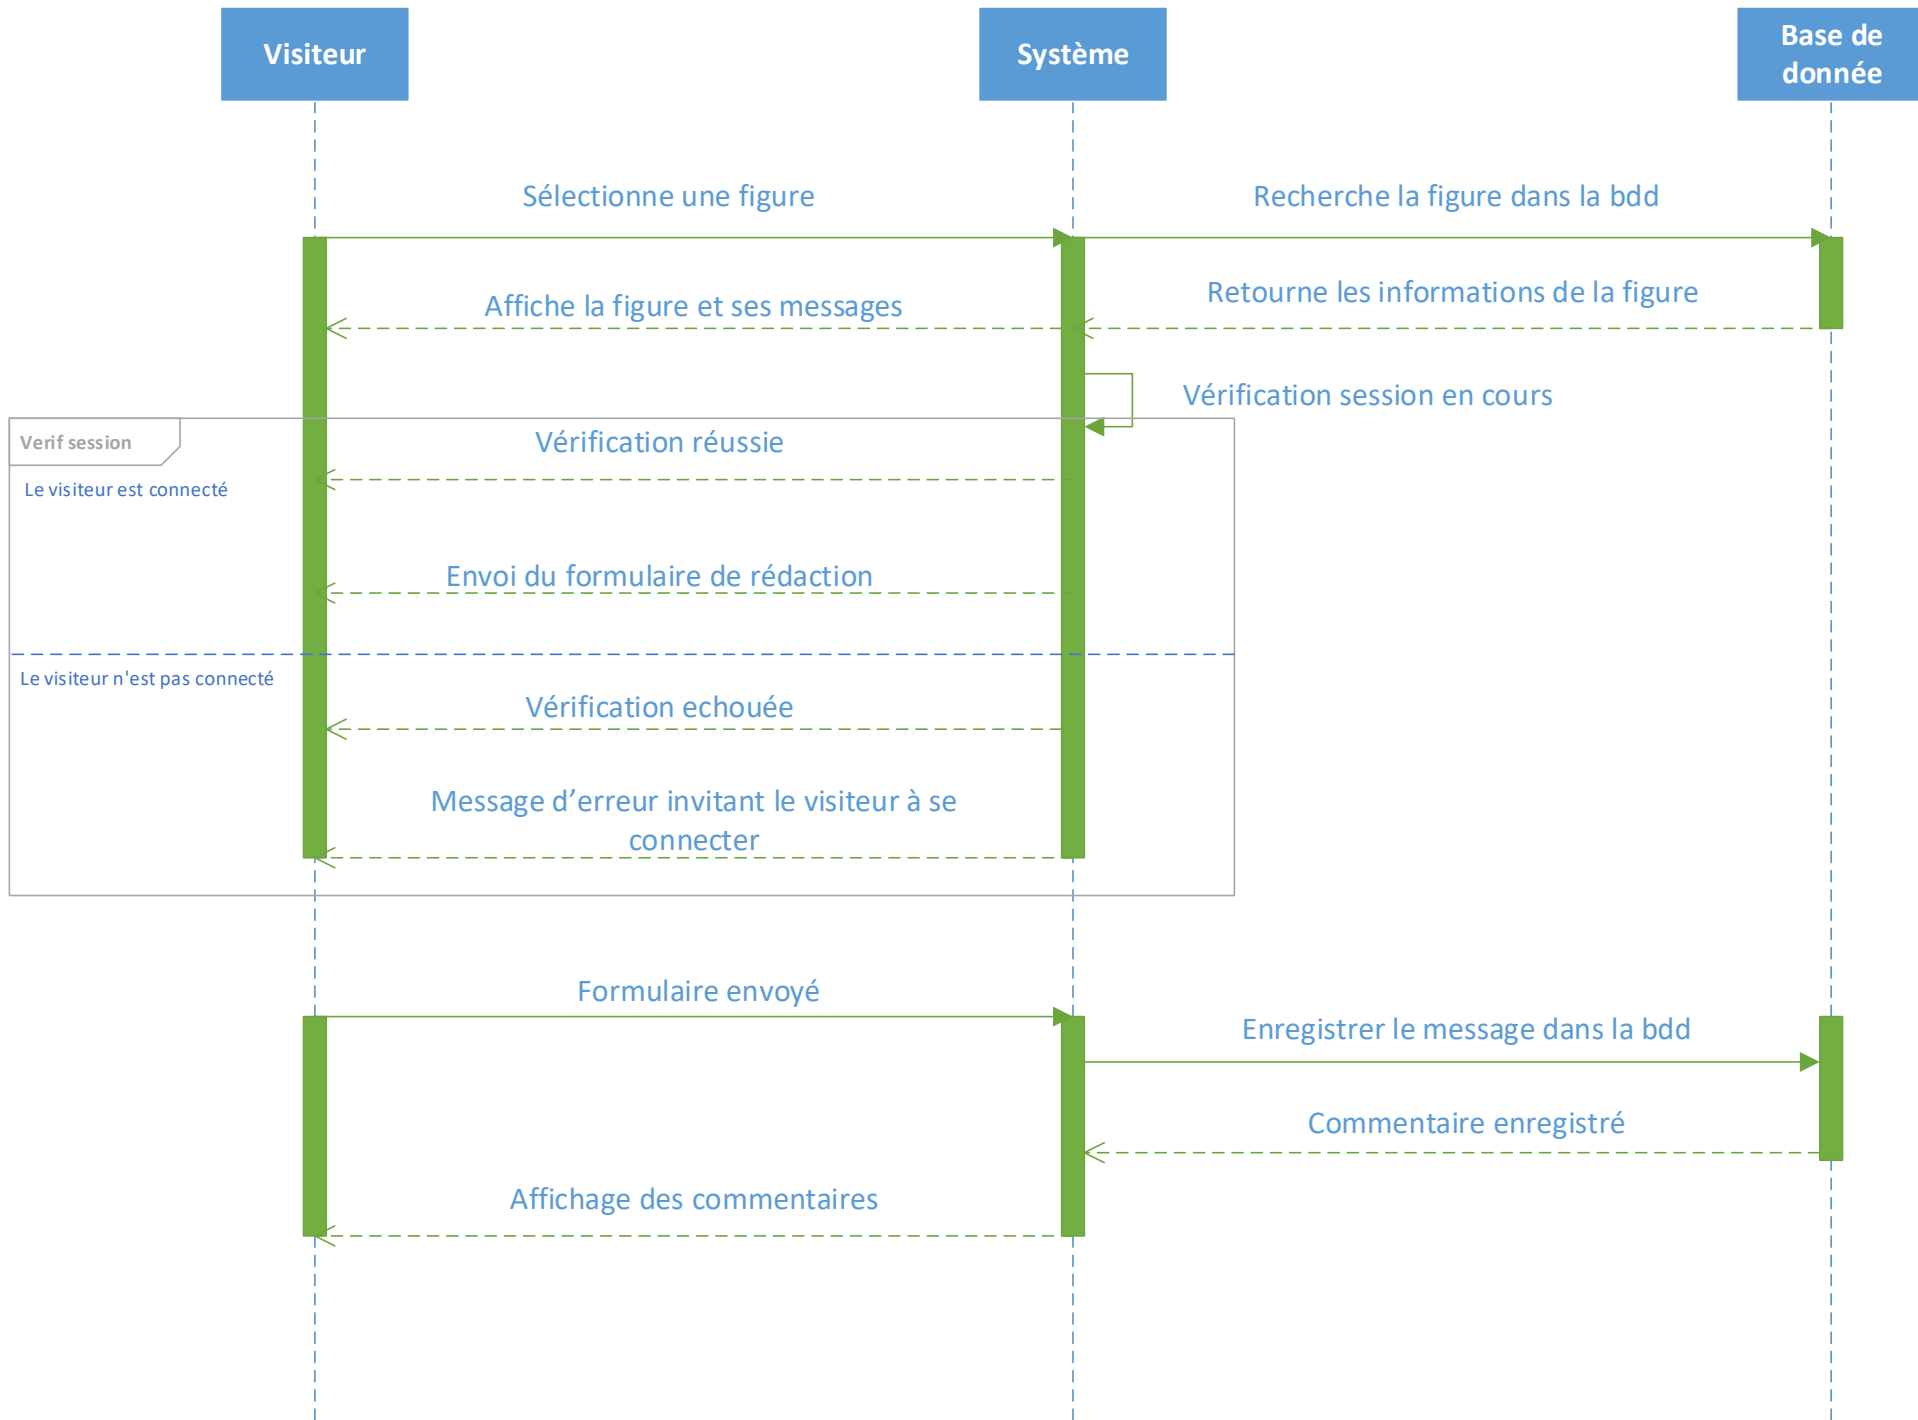 Visiteur
Système
Base de
donnée
Sélectionne une figure
Recherche la figure dans la bdd
Affiche la figure et ses messages
Retourne les informations de la figure
Vérification session en cours
Verif session
Vérification réussie
Le visiteur est connecté
Envoi du formulaire de rédaction
Le visiteur n'est pas connecté
Vérification echouée
Message d’erreur invitant le visiteur à se
connecter
Formulaire envoyé
Enregistrer le message dans la bdd
Commentaire enregistré
Affichage des commentaires